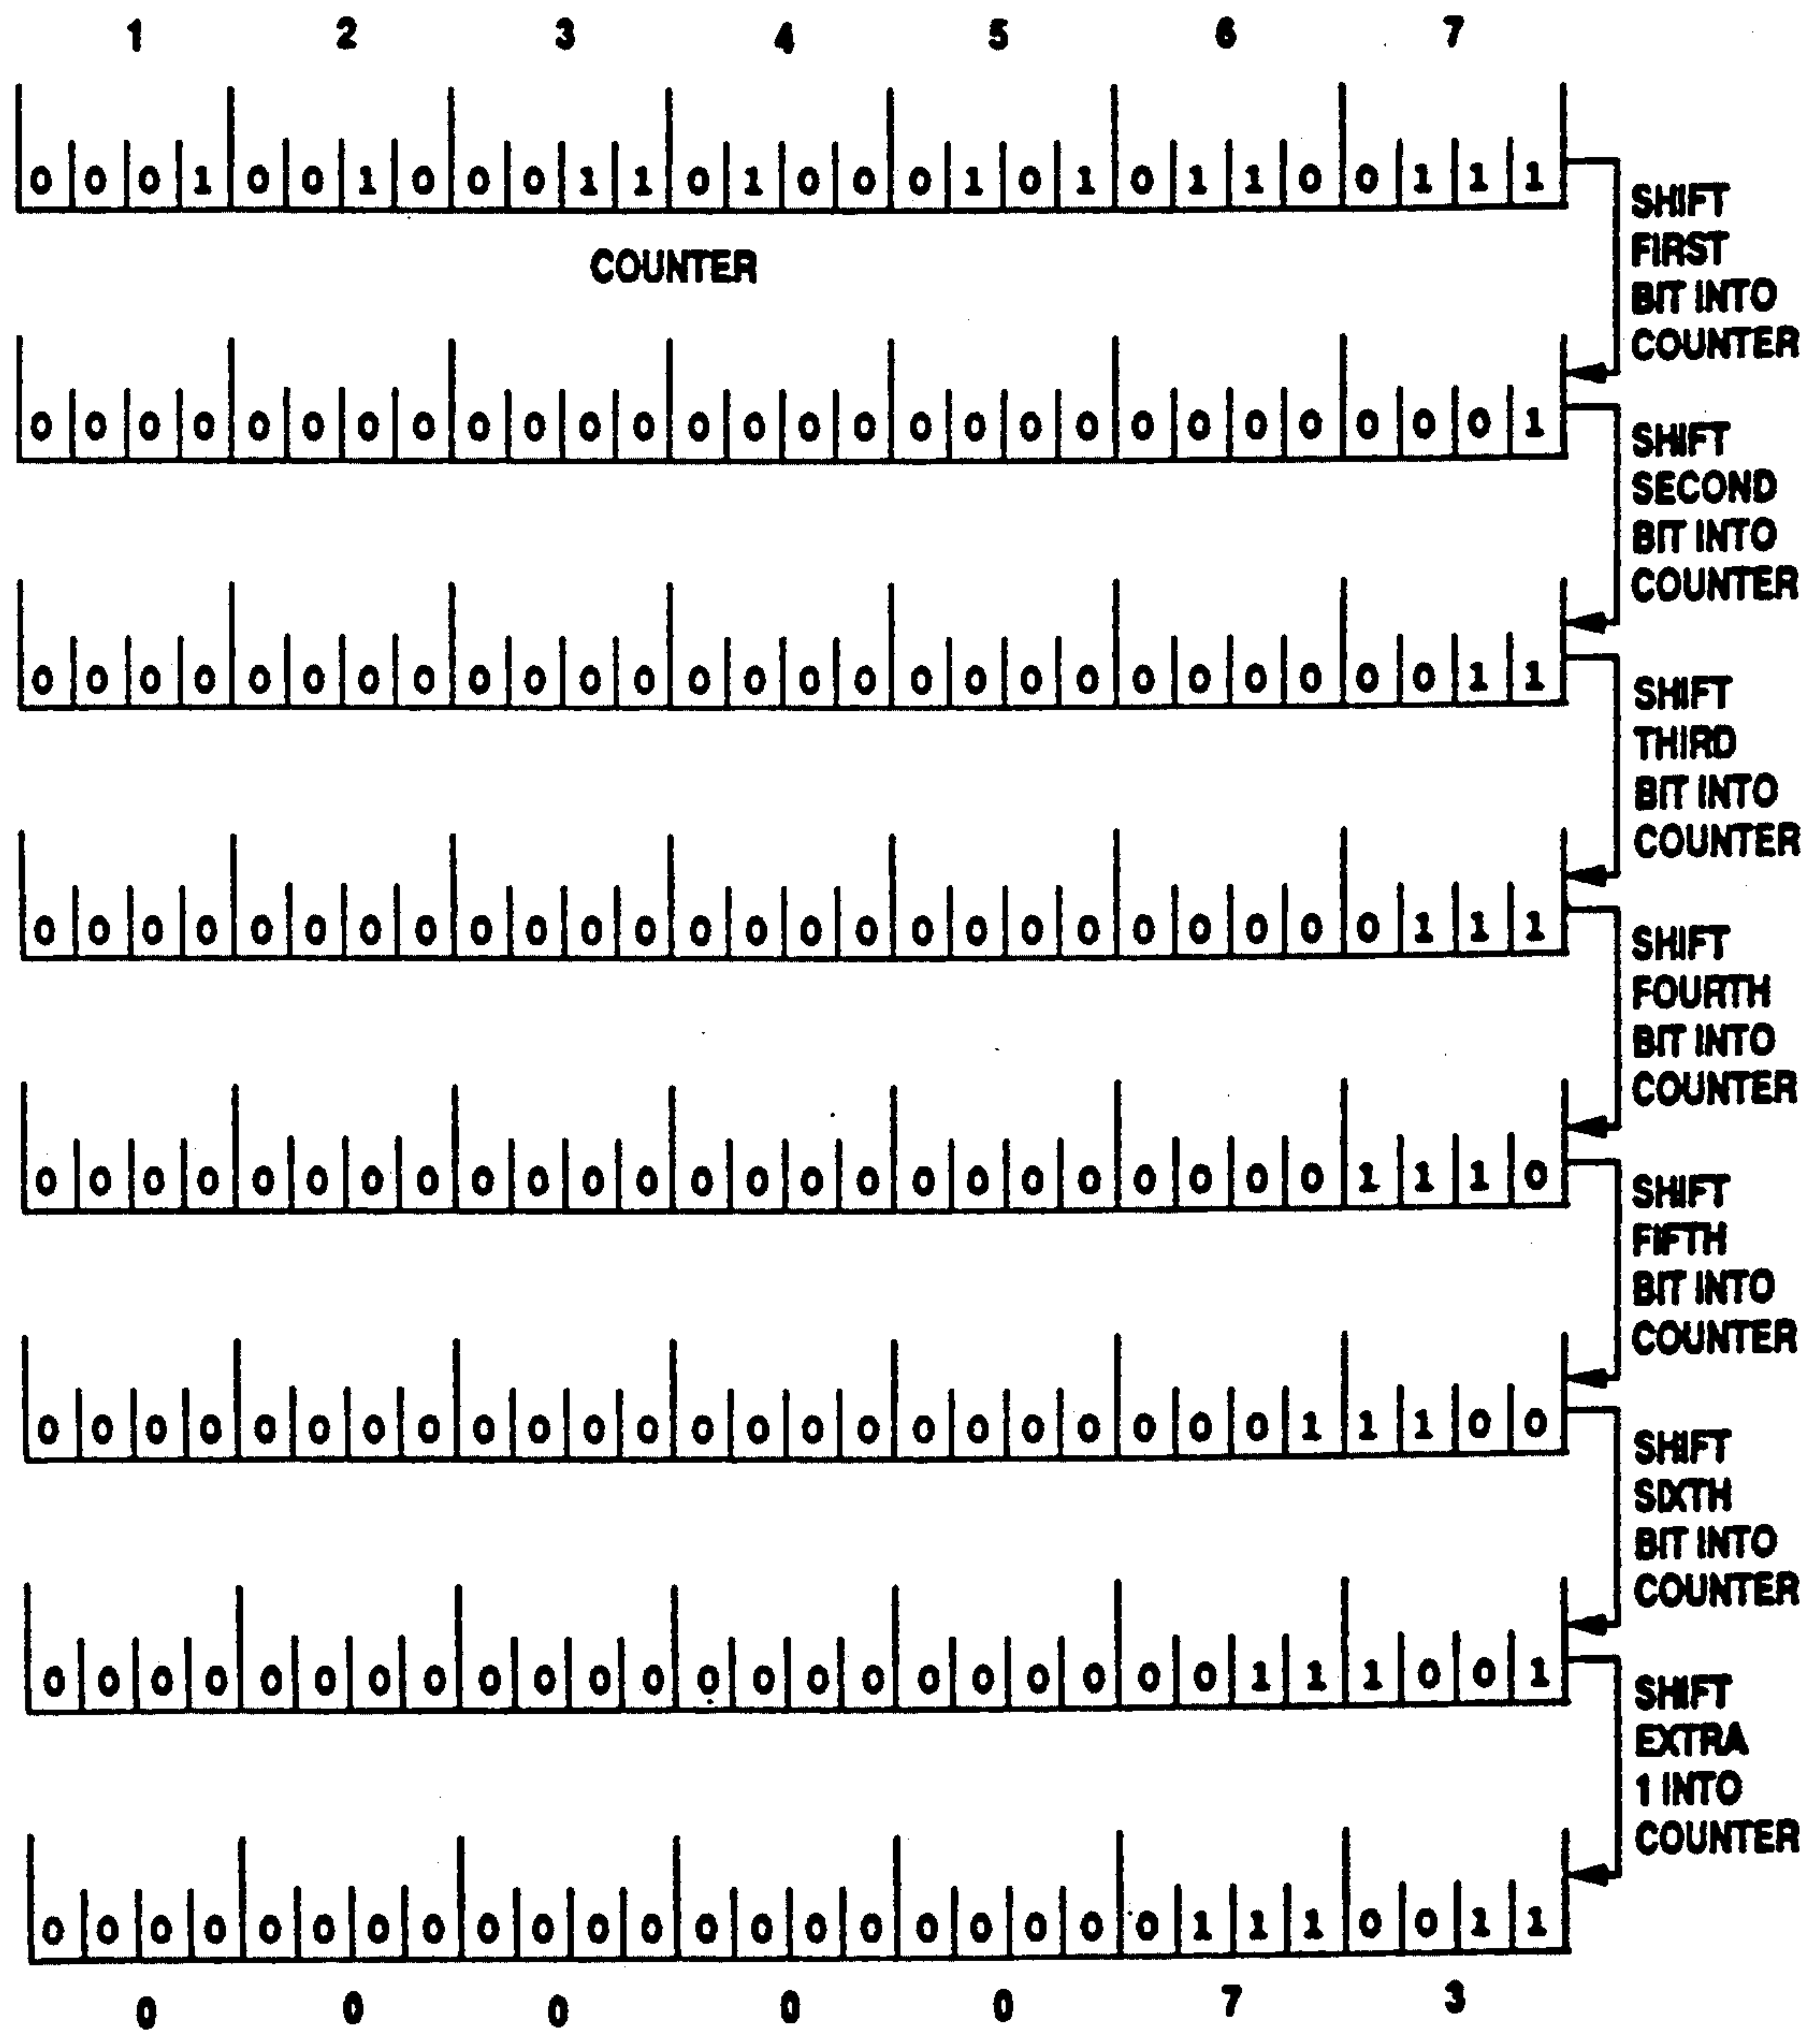 1 2 3 4 5 6 7
0 0 0 1 0 0 1 0 0 0 1 1 0 1 0 0 0 1 0 1 0 1 1 0 0 1 1 1
SHIFT
FIRST
BIT INTO
COUNTER
COUNTER
0 0 0 0 0 0 0 0 0 0 0 0 0 0 0 0 0 0 0 0 0 0 0 0 0 0 0 1
SHIFT
SECOND
BIT INTO
COUNTER
0 0 0 0 0 0 0 0 0 0 0 0 0 0 0 0 0 0 0 0 0 0 0 0 0 0 1 1
SHIFT
THIRD
BIT INTO
COUNTER
0 0 0 0 0 0 0 0 0 0 0 0 0 0 0 0 0 0 0 0 0 0 0 0 0 1 1 1
SHIFT
FOURTH
BIT INTO
COUNTER
0 0 0 0 0 0 0 0 0 0 0 0 0 0 0 0 0 0 0 0 0 0 0 0 1 1 1 0
SHIFT
FIFTH
BIT INTO
COUNTER
0 0 0 0 0 0 0 0 0 0 0 0 0 0 0 0 0 0 0 0 0 0 0 1 1 1 0 0
SHIFT
SIXTH
BIT INTO
COUNTER
0 0 0 0 0 0 0 0 0 0 0 0 0 0 0 0 0 0 0 0 0 0 1 1 1 0 0 1
SHIFT
EXTRA
1 INTO
COUNTER
0 0 0 0 0 0 0 0 0 0 0 0 0 0 0 0 0 0 0 0 0 1 1 1 0 0 1 1
0 0 0 0 0 7 3